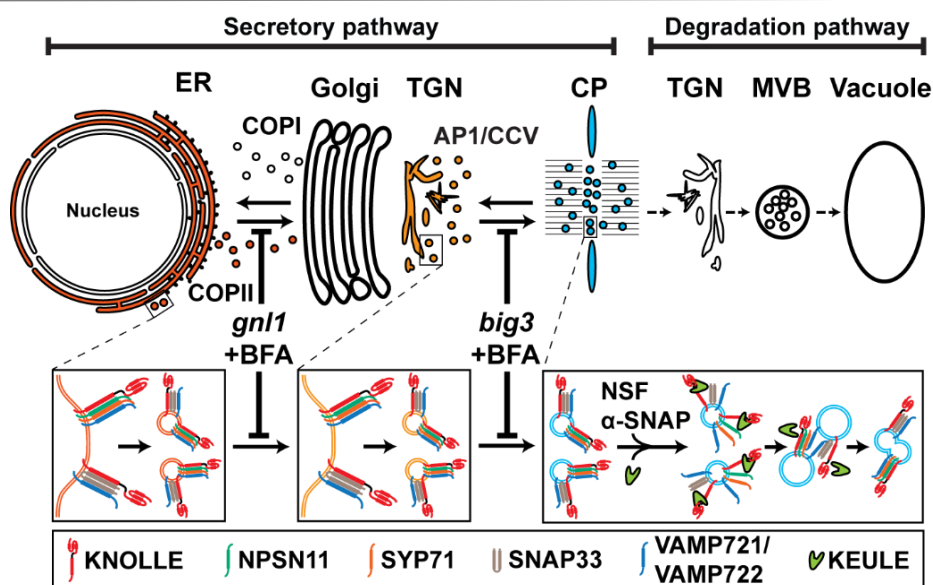 Secretory pathway
Degradation pathway
ER
Golgi
TGN
CP
TGN
MVB
Vacuole
COPI
AP1/CCV
Nucleus
COPII
gnl1
+BFA
big3
+BFA
NSF
α-SNAP
KNOLLE
NPSN11
SYP71
SNAP33
VAMP721/
VAMP722
KEULE